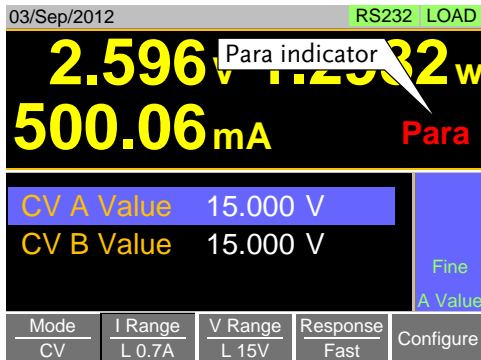 03/Sep/2012 RS232 LOAD
Para indicator
2.596 w
500.06 mA Para
CV A Value 15.000 V
CV B Value 15.000 V
Fine
A Value
Mode I Range V Range Response Configure
CV L 0.7A L 15V Fast